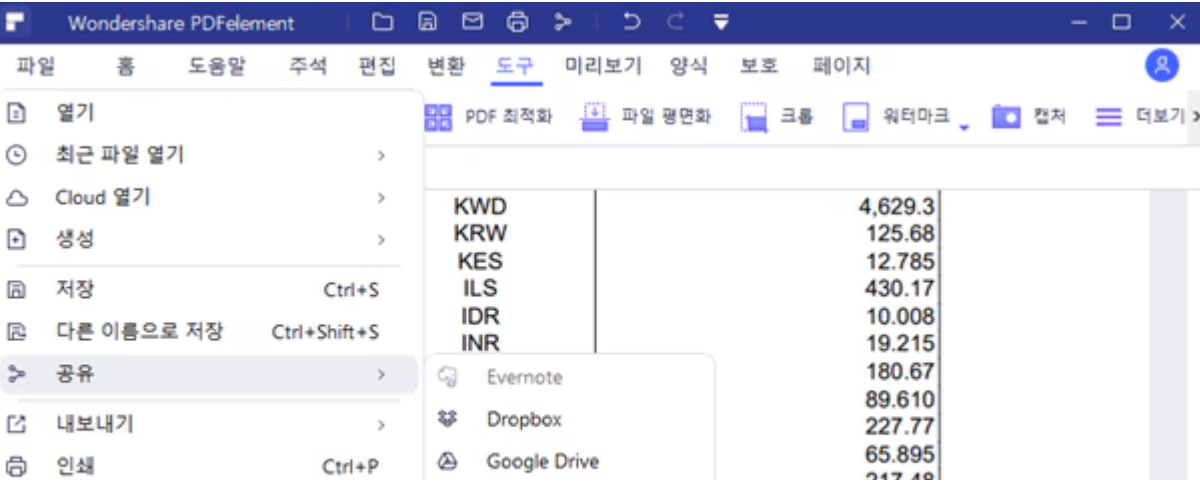 Wondershare PDFelement
파일 홈 도움말 주석 편집 변환 도구 미리보기 양식 보호 페이지
PDF 최적화 파일 평면화 크롭 워터마크 캡처 더보기
열기
최근 파일 열기
Cloud 열기
생성
저장 Ctrl+S
다른 이름으로 저장 Ctrl+Shift+S
공유
내보내기
인쇄 Ctrl+P
Evernote
Dropbox
Google Drive
KWD 4,629.3
KRW 125.68
KES 12.785
ILS 430.17
IDR 10.008
INR 19.215
180.67
89.610
227.77
65.895
217.48